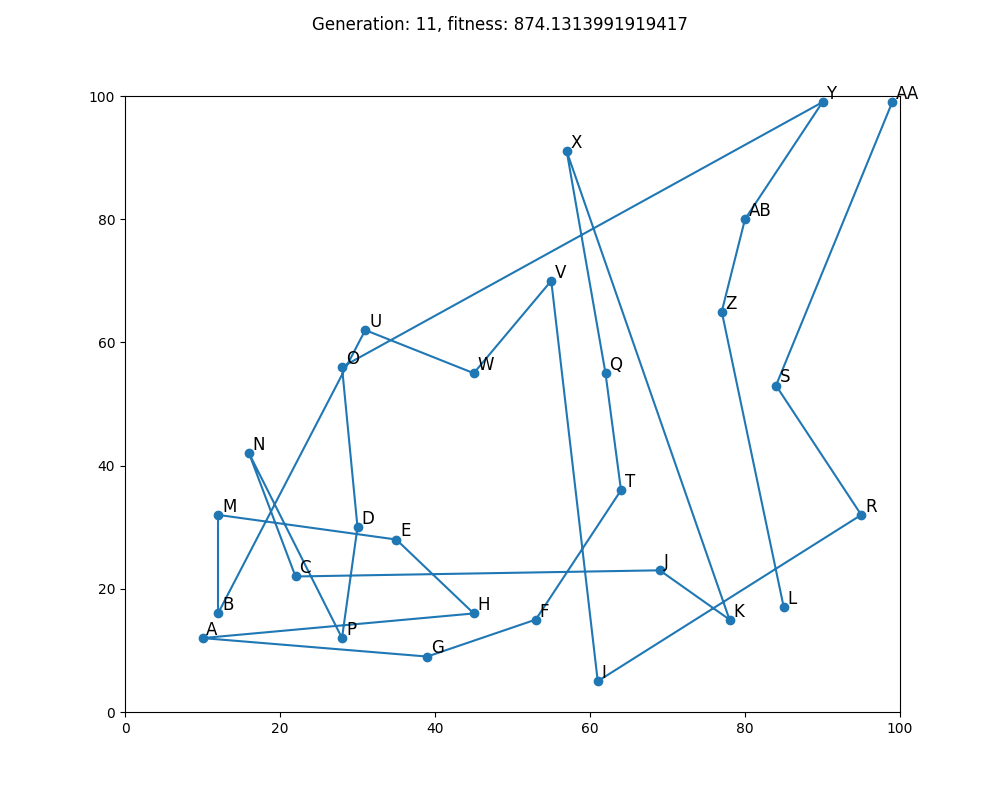 Generation: 11, fitness: 874.1313991919417
100
80
60
40
20
0
0
20
40
60
80
100
Y
AA
X
AB
V
Z
U
O
W
Q
S
N
T
M
R
D
E
C
J
B
H
L
A
P
F
K
G
I